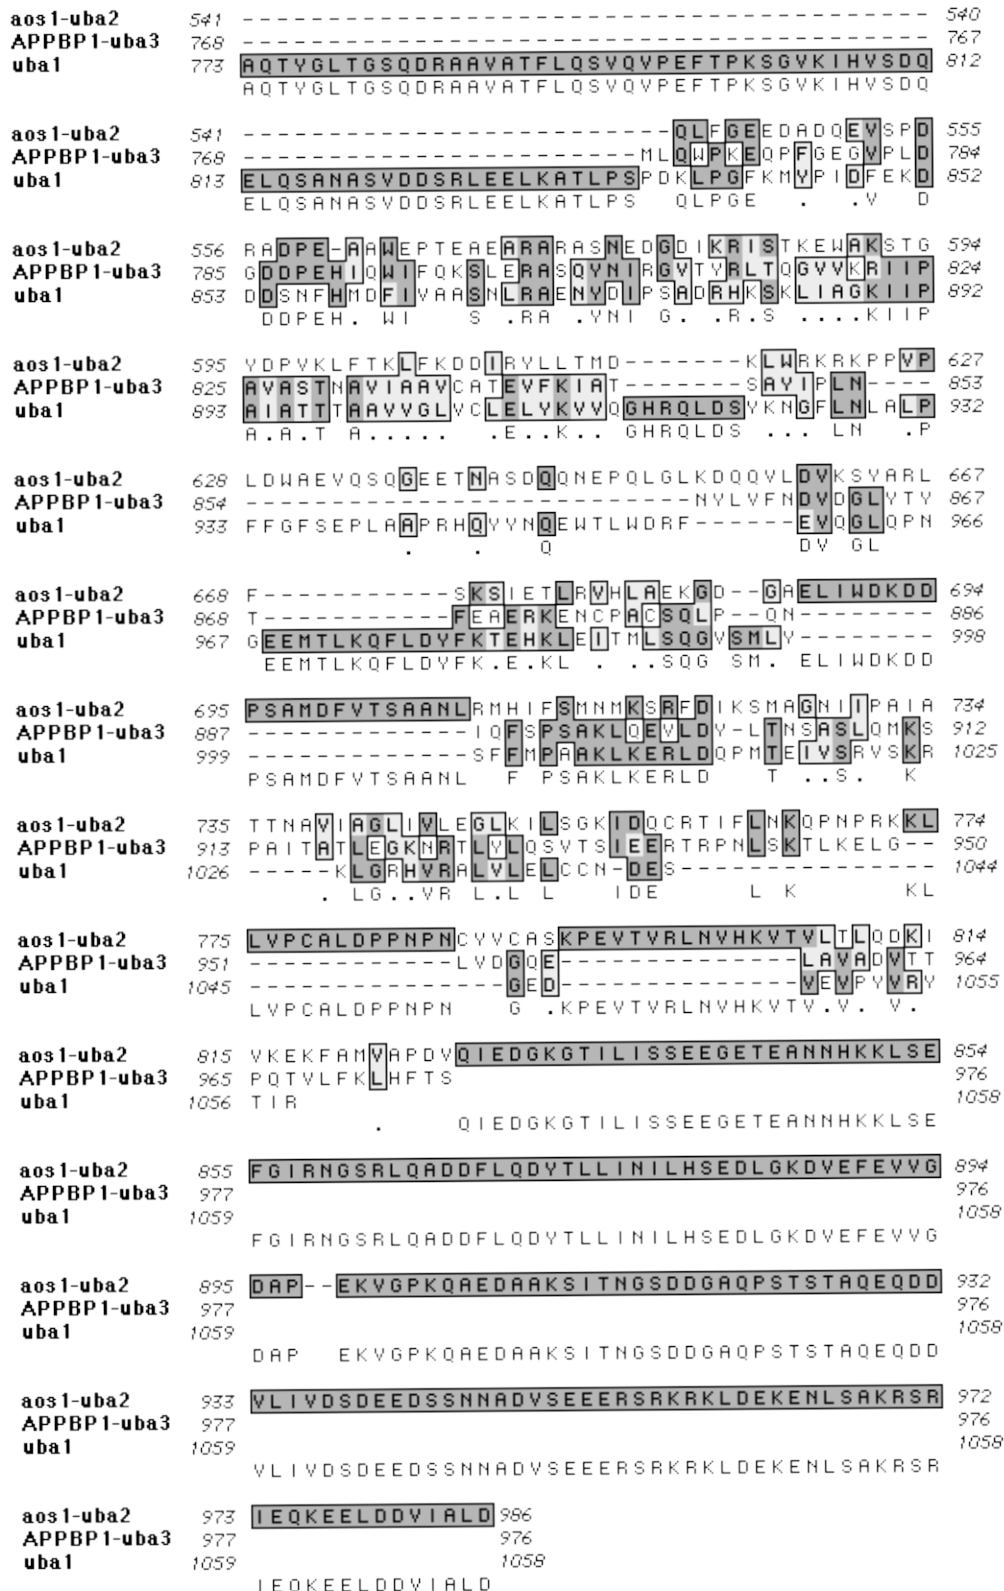 aos1-uba2 541 - - - - - - - - - - - - - - - - - - - - - - - - - - - - - - - - - - - - - - - - 540
APPBP1-uba3 768 - - - - - - - - - - - - - - - - - - - - - - - - - - - - - - - - - - - - - - - - 767
uba1 773 AQTYGLTGSQDRAAVATFLQSVQVPEFTPKSGVKIHVSDQ 812
AQTYGLTGSQDRAAVATFLQSVQVPEFTPKSGVKIHVSDQ
aos1-uba2 541 - - - - - - - - - - - - - - - - - - - - - - - - - QLFGEEDADQEVSPD 555
APPBP1-uba3 768 - - - - - - - - - - - - - - - - - - - - - - - MLQWPKEQPFGEGVPLD 784
uba1 813 ELQSANASVDDSRLEELKATLPSPDKLPGFKMYPIDFEKD 852
ELQSANASVDDSRLEELKATLPS QLPGE . .V D
aos1-uba2 556 RADPE-AAWEPTEAEARARASNEDGDIKRISTKEWAKSTG 594
APPBP1-uba3 785 GDDPEHIQWIFQKSLERASQYNIRGVTYRLTQGVVKRIIP 824
uba1 853 DDSNFHMDFIVAASNLRAENYDIPSADRHKSKLIAGKIIP 892
DDPEH. WI S .RA .YNI G. .R.S ....KIIP
aos1-uba2 595 YDPVKLFTKLFKDDIRYLLTMD-------KLWRKRKPPVP 627
APPBP1-uba3 825 AVASTNAVIAAVCATEVFKIAT-------SAYIPLN---- 853
uba1 893 AIATTTAAVVGLVCLELYKVVQGHRQLDSYKNGFLNLALP 932
A.A.T A..... .E..K.. GHRQLDS ... LN .P
aos1-uba2 628 LDWAEVQSQGEETNASDQQNEPQLGLKDQQVLDVKSYARL 667
APPBP1-uba3 854 --------------------------NYLVFNDVDGLYTY 867
uba1 933 FFGFSEPLAAPRHQYYNQEWTLWDRF------EVQGLQPN 966
. . Q DV GL
aos1-uba2 668 F-----------SKSIETLRVHLAEKGD--GAELIWDKDD 694
APPBP1-uba3 868 T-----------FEAERKENCPACSQLP--QN-------- 886
uba1 967 GEEMTLKQFLDYFKTEHKLEITMLSQGVSMLY-------- 998
EEMTLKQFLDYFK.E.KL . ..SQG SM. ELIWDKDD
aos1-uba2 695 PSAMDFVTSAANLRMHIFSMNMKSRFDIKSMAGNIIPAIA 734
APPBP1-uba3 887 -------------IQFSPSAKLQEVLDY-LTNSASLQMKS 912
uba1 999 -------------SFFMPAAKLKERLDQPMTEIVSRVSKR 1025
PSAMDFVTSAANL F PSAKLKERLD T ..S. K
aos1-uba2 735 TTNAVIAGLIVLEGLKILSGKIDQCRTIFLNKQPNPRKKL 774
APPBP1-uba3 913 PAITATLEGKNRTLYLQSVTSIEERTRPNLSKTLKELG-- 950
uba1 1026 -----KLGRHVRALVLELCCN-DES--------------- 1044
. LG..VR L.L L IDE L K KL
aos1-uba2 775 LVPCALDPPNPNCYVCASKPEVTVRLNVHKVTVLTLQDKI 814
APPBP1-uba3 951 ------------LVDGQE--------------LAVADVTT 964
uba1 1045 ---------------GED--------------VEVPYVRY 1055
LVPCALDPPNPN G .KPEVTVRLNVHKVTV.V. V.
aos1-uba2 815 VKEKFAMVAPDVQIEDGKGTILISSEEGETEANNHKKLSE 854
APPBP1-uba3 965 PQTVLFKLHFTS 976
uba1 1056 TIR 1058
. QIEDGKGTILISSEEGETEANNHKKLSE
aos1-uba2 855 FGIRNGSRLQADDFLQDYTLLINILHSEDLGKDVEFEVVG 894
APPBP1-uba3 977 976
uba1 1059 1058
FGIRNGSRLQADDFLQDYTLLINILHSEDLGKDVEFEVVG
aos1-uba2 895 DAP--EKVGPKQAEDAAKSITNGSDDGAQPSTSTAQEQDD 932
APPBP1-uba3 977 976
uba1 1059 1058
DAP EKVGPKQAEDAAKSITNGSDDGAQPSTSTAQEQDD
aos1-uba2 933 VLIVDSDEEDSSNNADVSEEERSRKRKLDEKENLSAKRSR 972
APPBP1-uba3 977 976
uba1 1059 1058
VLIVDSDEEDSSNNADVSEEERSRKRKLDEKENLSAKRSR
aos1-uba2 973 IEQKEELDDVIALD 986
APPBP1-uba3 977 976
uba1 1059 1058
IEQKEELDDVIALD